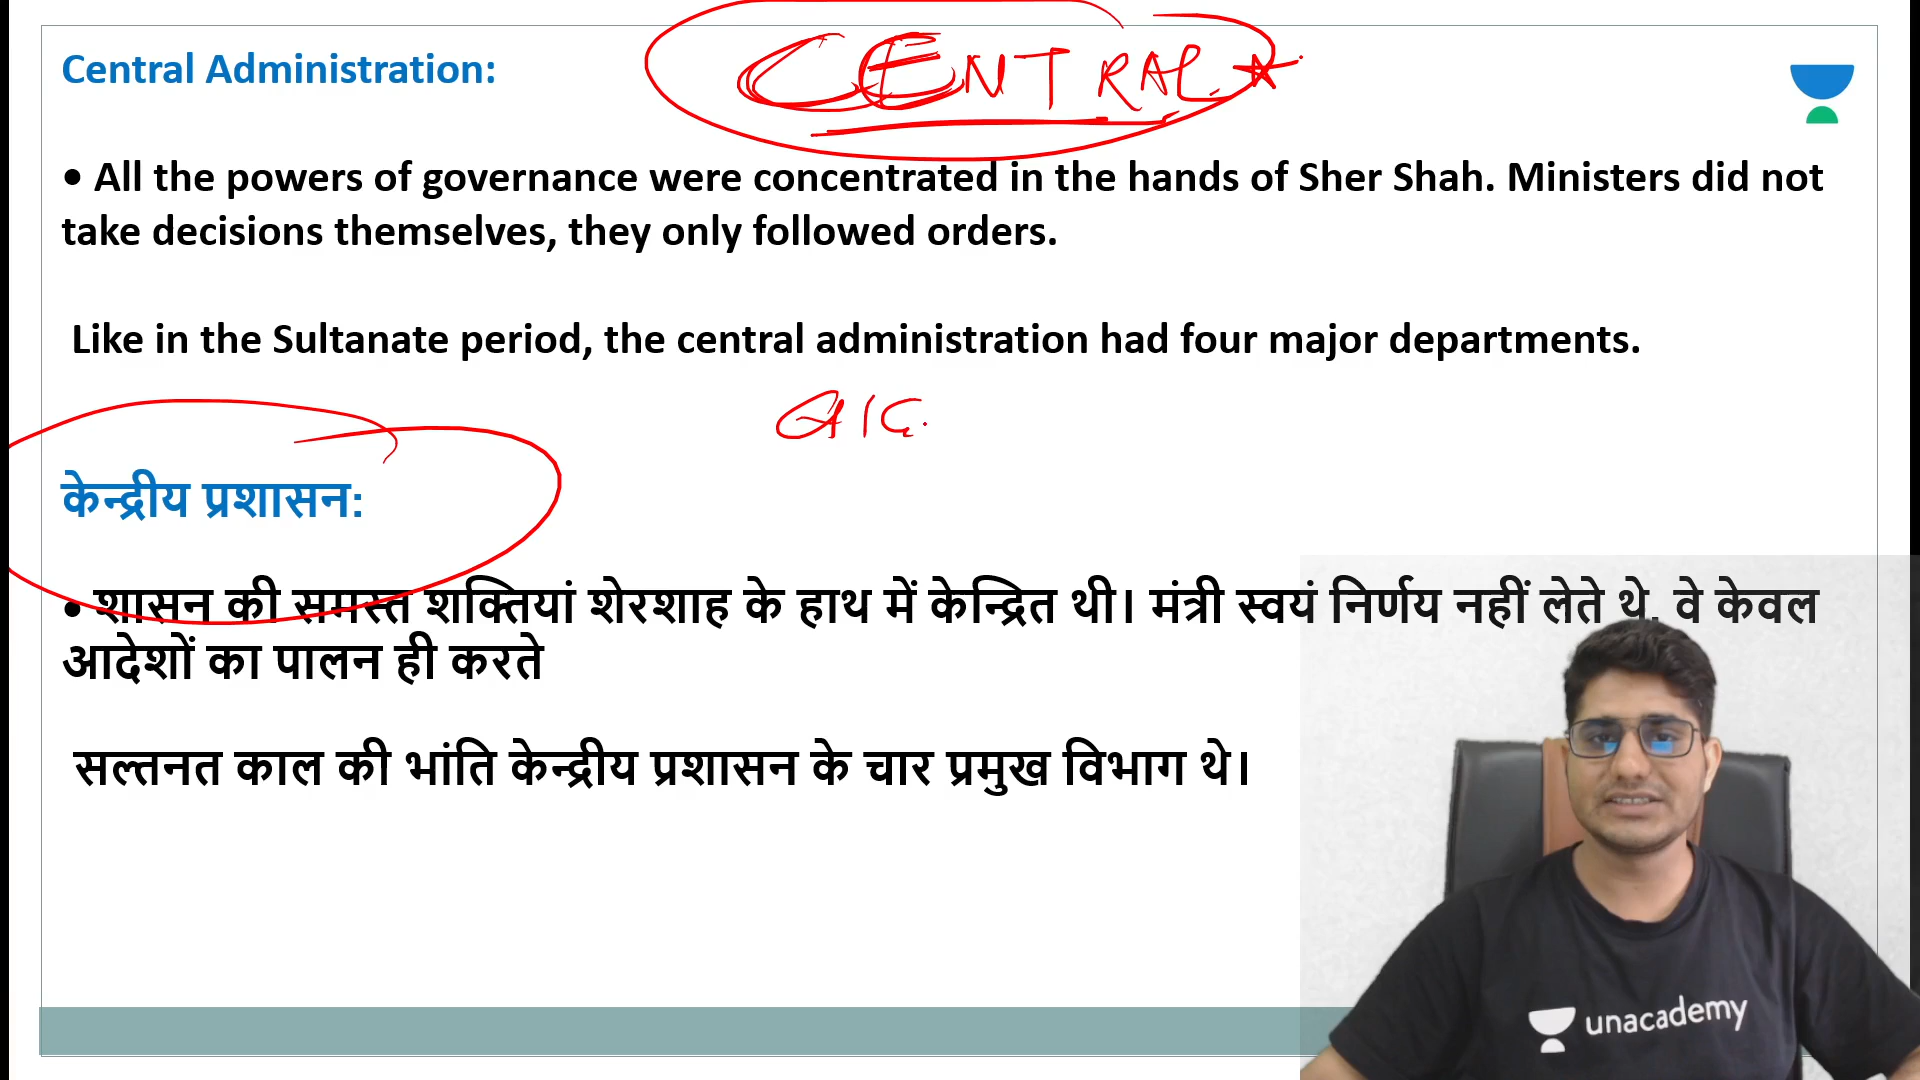 CENTRAL
Central Administration:
• All the powers of governance were concentrated in the hands of Sher Shah. Ministers did not
take decisions themselves, they only followed orders.
Like in the Sultanate period, the central administration had four major departments.
केन्द्रीय प्रशासन:
• शासन की समस्त शक्तियां शेरशाह के हाथ में केन्द्रित थी। मंत्री स्वयं निर्णय नहीं लेते थे, वे केवल
आदेशों का पालन ही करते
सल्तनत काल की भांति केन्द्रीय प्रशासन के चार प्रमुख विभाग थे।
unacademy